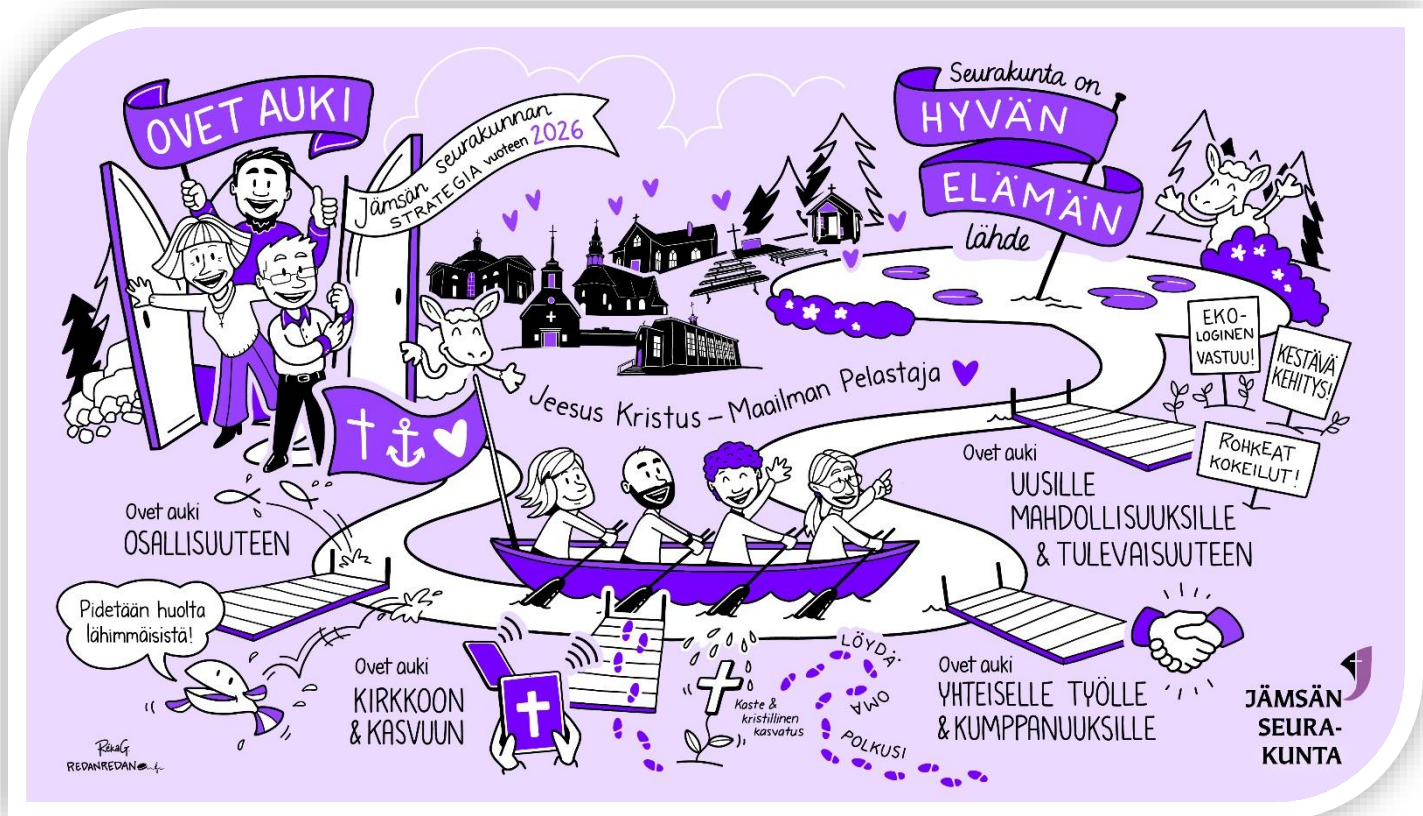 OVET AUKI
Jämsän seurakunnan
STRATEGIA vuoteen 2026
Seurakunta on
HYVÄN
ELÄMÄN
lähde
EKO-
LOGINEN
VASTUU!
KESTÄVÄ
KEHITYS!
ROHKEAT
KOKEILUT!
Jeesus Kristus – Maailman Pelastaja
Ovet auki
OSALLISUUTEEN
Pidetään huolta
lähimmäisistä!
Ovet auki
KIRKKOON
& KASVUUN
Kaste &
kristillinen
kasvatus
LÖYDÄ
OMA
POLKUSI
Ovet auki
UUSILLE
MAHDOLLISUUKSILLE
& TULEVAISUUTEEN
Ovet auki
YHTEISELLE TYÖLLE
& KUMPPANUUKSILLE
JÄMSÄN
SEURA-
KUNTA
RékaG